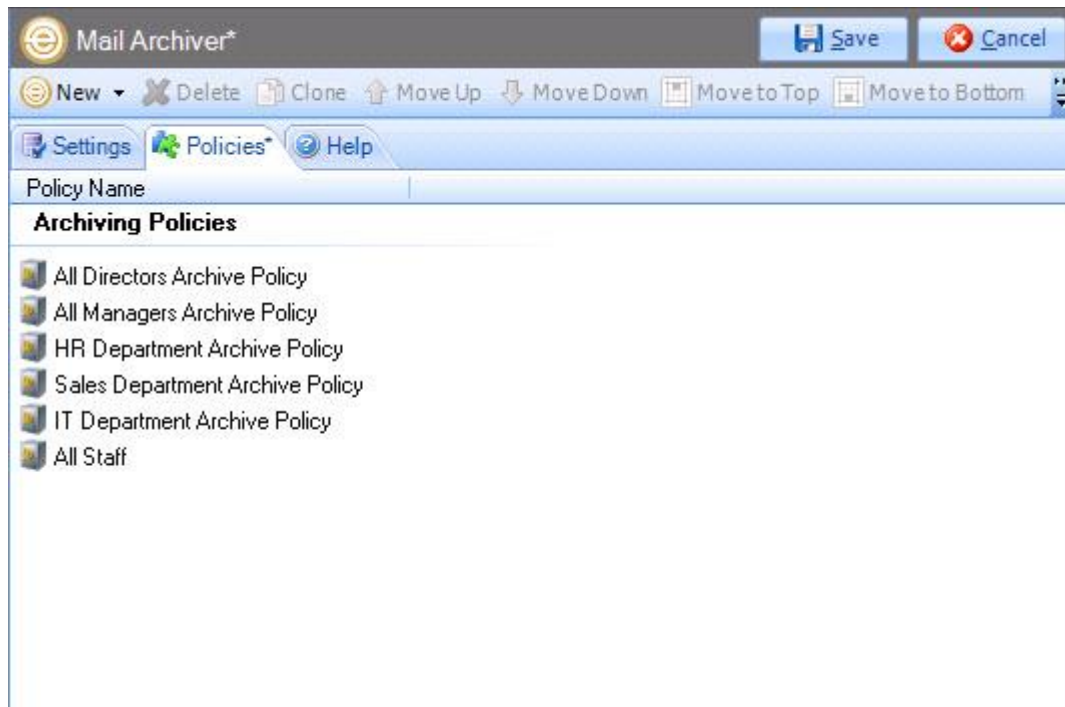 Mail Archiver*
Save
Cancel
New
Delete
Clone
Move Up
Move Down
Move to Top
Move to Bottom
Settings
Policies*
Help
Policy Name
Archiving Policies
All Directors Archive Policy
All Managers Archive Policy
HR Department Archive Policy
Sales Department Archive Policy
IT Department Archive Policy
All Staff